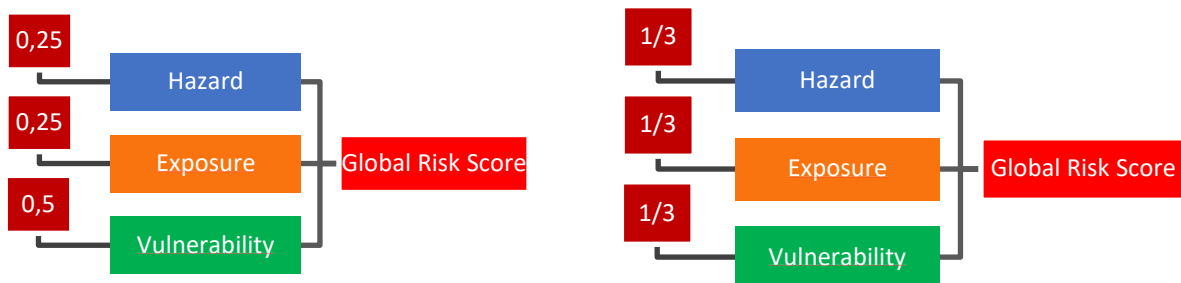 0,25
Hazard
0,25
Exposure
Global Risk Score
0,5
Vulnerability
1/3
Hazard
1/3
Exposure
Global Risk Score
1/3
Vulnerability